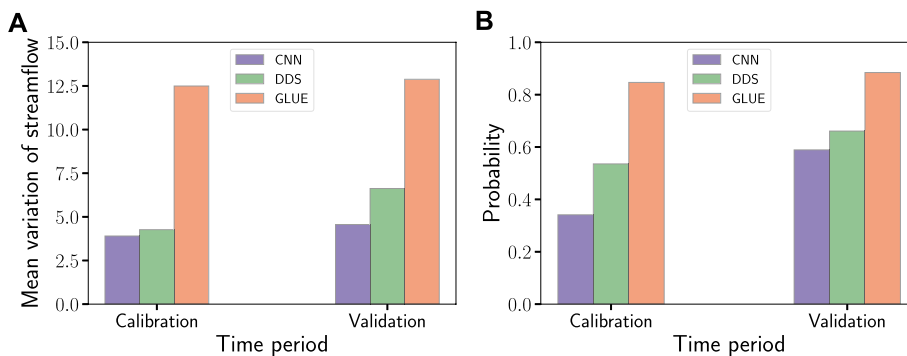 A
Mean variation of streamflow
15.0
12.5
10.0
7.5
5.0
2.5
0.0
CNN
DDS
GLUE
Calibration
Validation
Time period
B
Probability
1.0
0.8
0.6
0.4
0.2
0.0
CNN
DDS
GLUE
Calibration
Validation
Time period